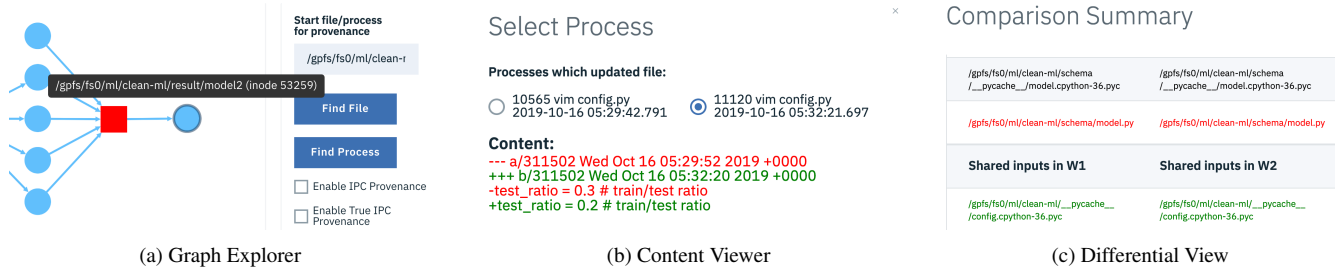 Start file/process
for provenance
/gpfs/fs0/ml/clean-r
/gpfs/fs0/ml/clean-ml/result/model2 (inode 53259)
Find File
Find Process
Enable IPC Provenance
Enable True IPC
Provenance
(a) Graph Explorer
×
Select Process
Processes which updated file:
10565 vim config.py
2019-10-16 05:29:42.791
11120 vim config.py
2019-10-16 05:32:21.697
Content:
--- a/311502 Wed Oct 16 05:29:52 2019 +0000
+++ b/311502 Wed Oct 16 05:32:20 2019 +0000
-test_ratio = 0.3 # train/test ratio
+test_ratio = 0.2 # train/test ratio
(b) Content Viewer
Comparison Summary
/gpfs/fs0/ml/clean-ml/schema
/__pycache__/model.cpython-36.pyc
/gpfs/fs0/ml/clean-ml/schema
/__pycache__/model.cpython-36.pyc
/gpfs/fs0/ml/clean-ml/schema/model.py
/gpfs/fs0/ml/clean-ml/schema/model.py
Shared inputs in W1
Shared inputs in W2
/gpfs/fs0/ml/clean-ml/__pycache__
/config.cpython-36.pyc
/gpfs/fs0/ml/clean-ml/__pycache__
/config.cpython-36.pyc
(c) Differential View